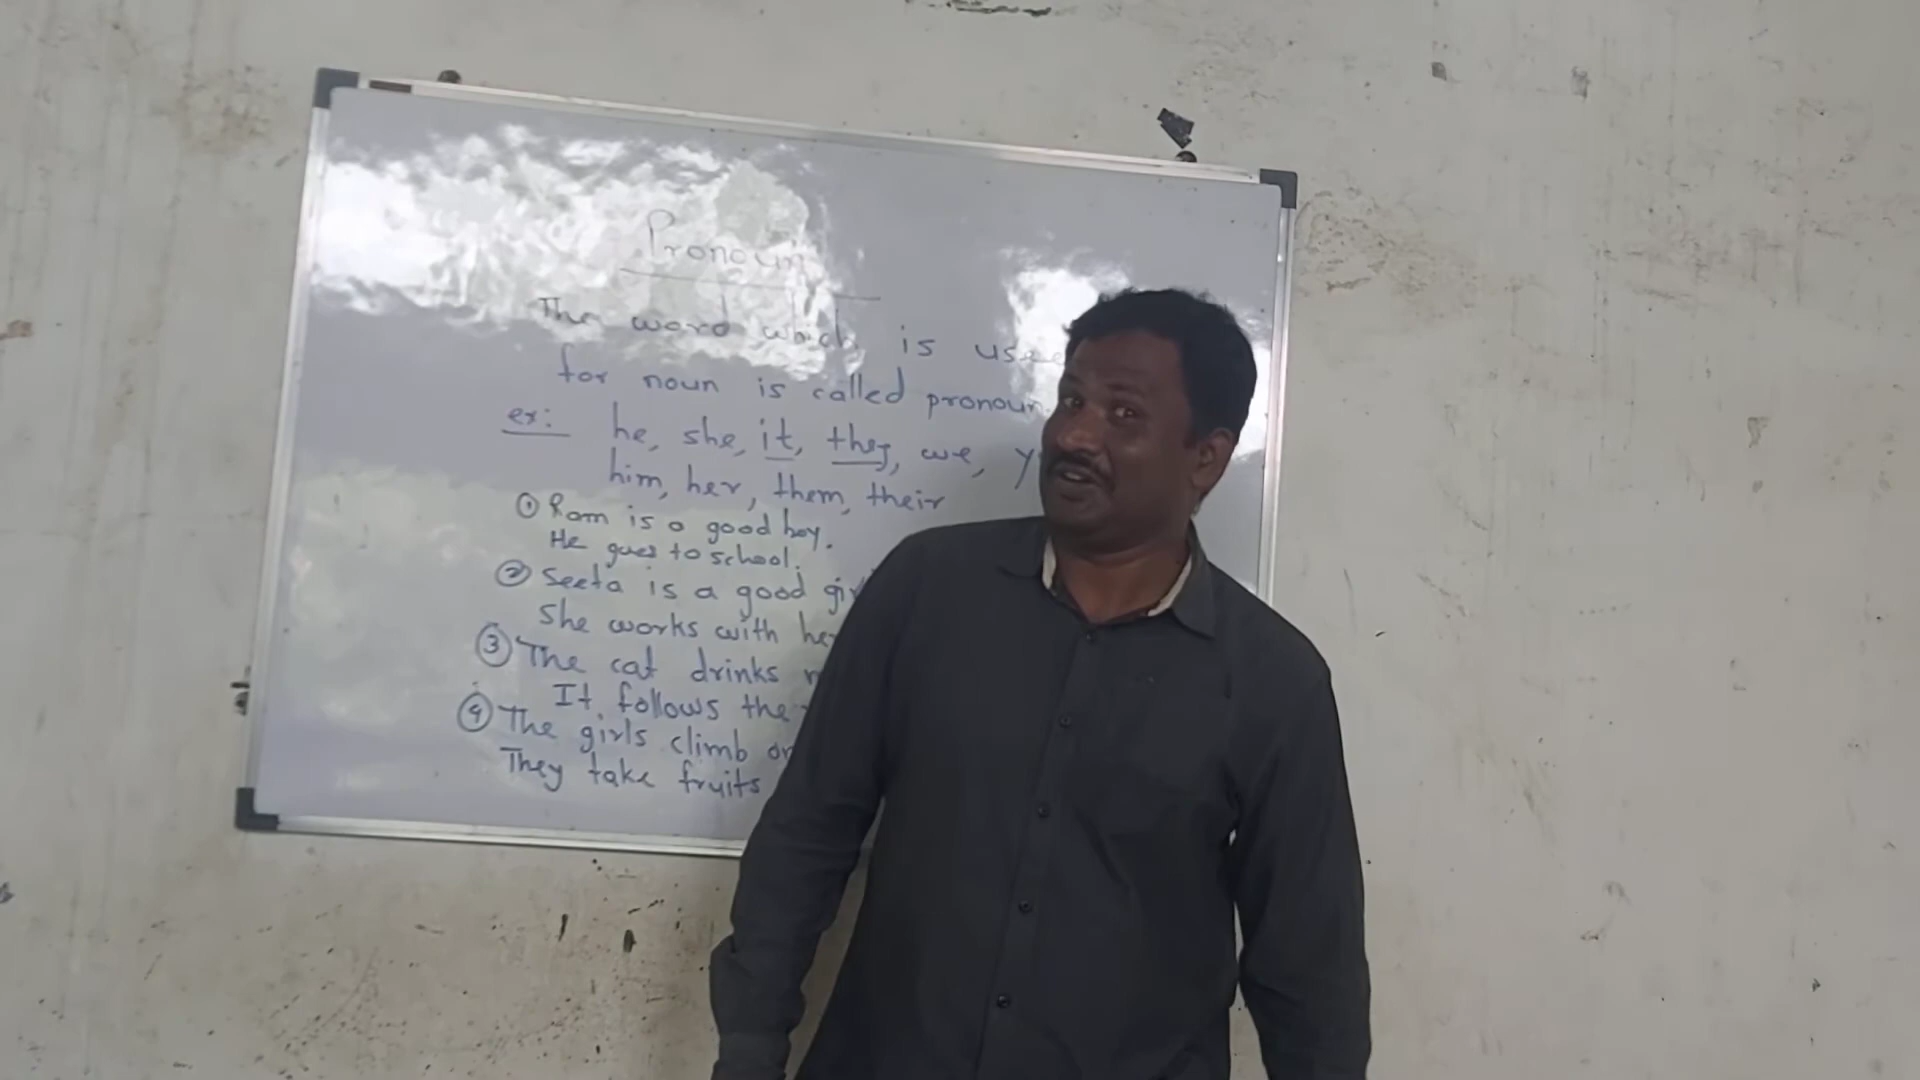 Pronoun
The word which is used
for noun is called pronoun.
ex: he, she, it, they, we,
him, her, them, their
① Ram is a good boy.
He goes to school.
② Seeta is a good
She works with
③ The cat drinks
It follows the
④ The girls climb
They take fruits